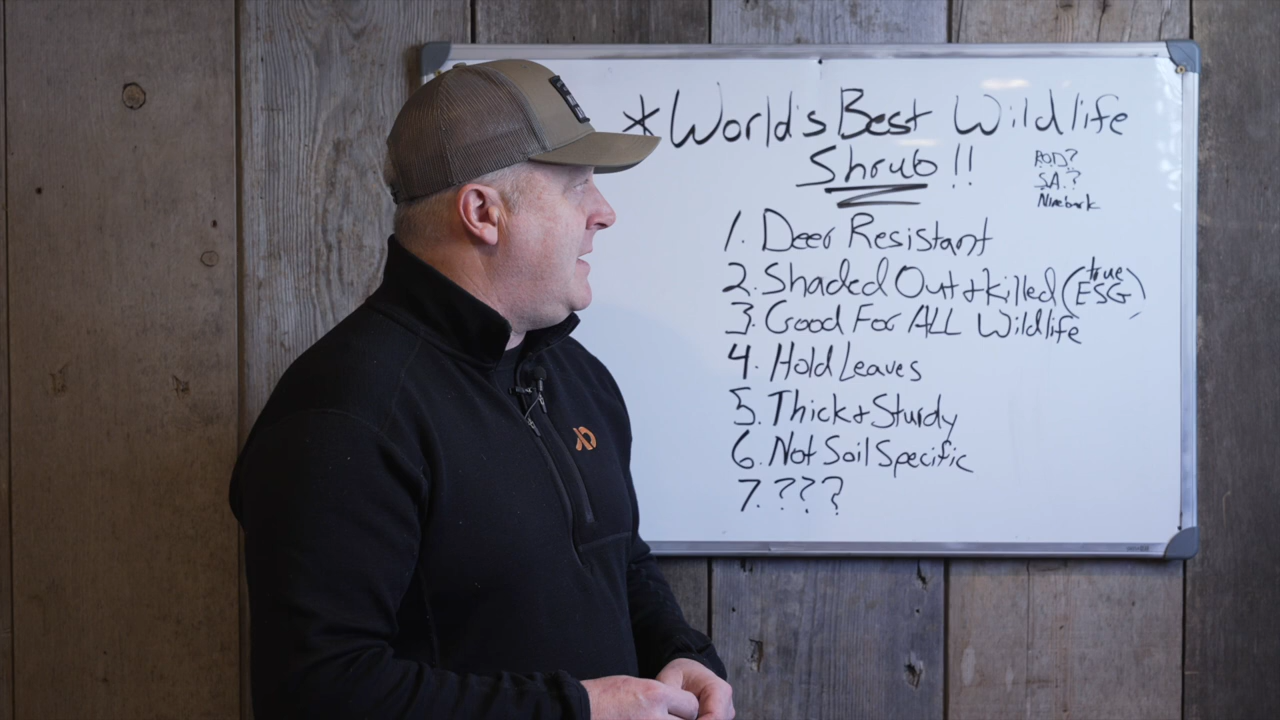 *World's Best Wildlife
Shrub!!
ROD?
SA.?
Ninebark
1. Deer Resistant
2. Shaded Out & Killed (true ESG)
3. Good For ALL Wildlife
4. Hold Leaves
5. Thick & Sturdy
6. Not Soil Specific
7. ????